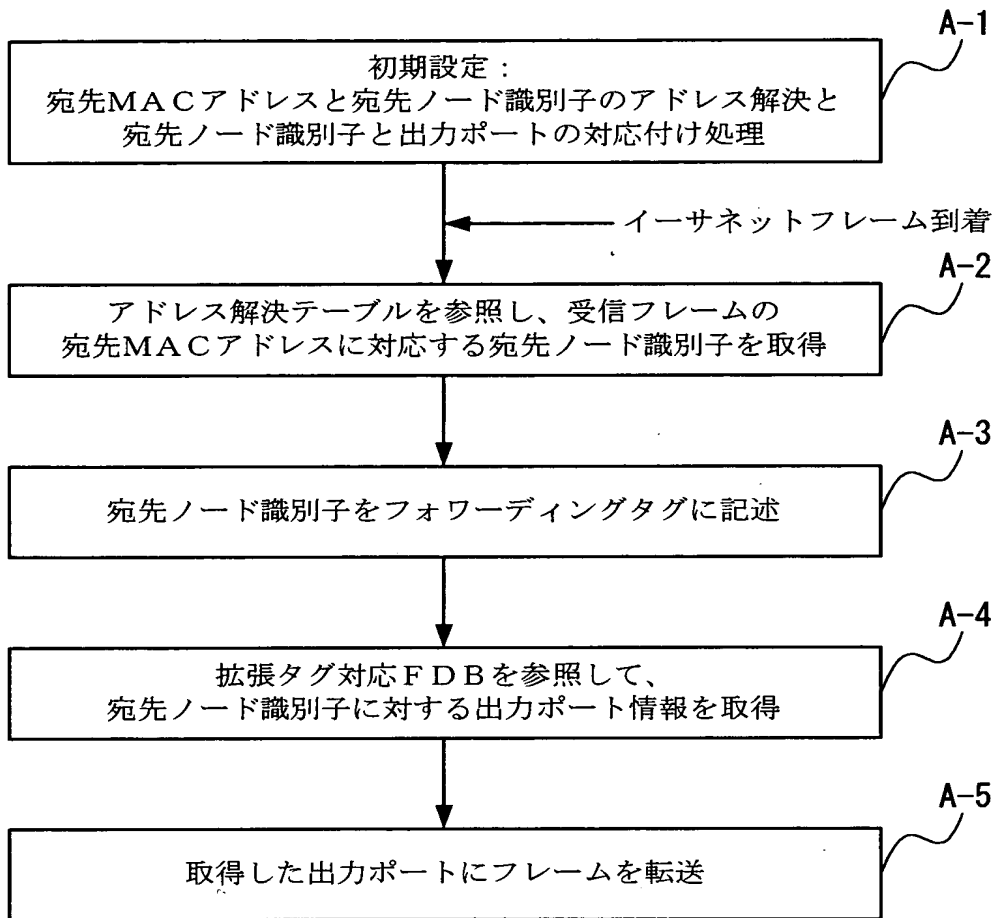 A-1
初期設定：
宛先MACアドレスと宛先ノード識別子のアドレス解決と
宛先ノード識別子と出力ポートの対応付け処理
イーサネットフレーム到着
A-2
アドレス解決テーブルを参照し、受信フレームの
宛先MACアドレスに対応する宛先ノード識別子を取得
A-3
宛先ノード識別子をフォワーディングタグに記述
A-4
拡張タグ対応ＦＤＢを参照して、
宛先ノード識別子に対する出力ポート情報を取得
A-5
取得した出力ポートにフレームを転送